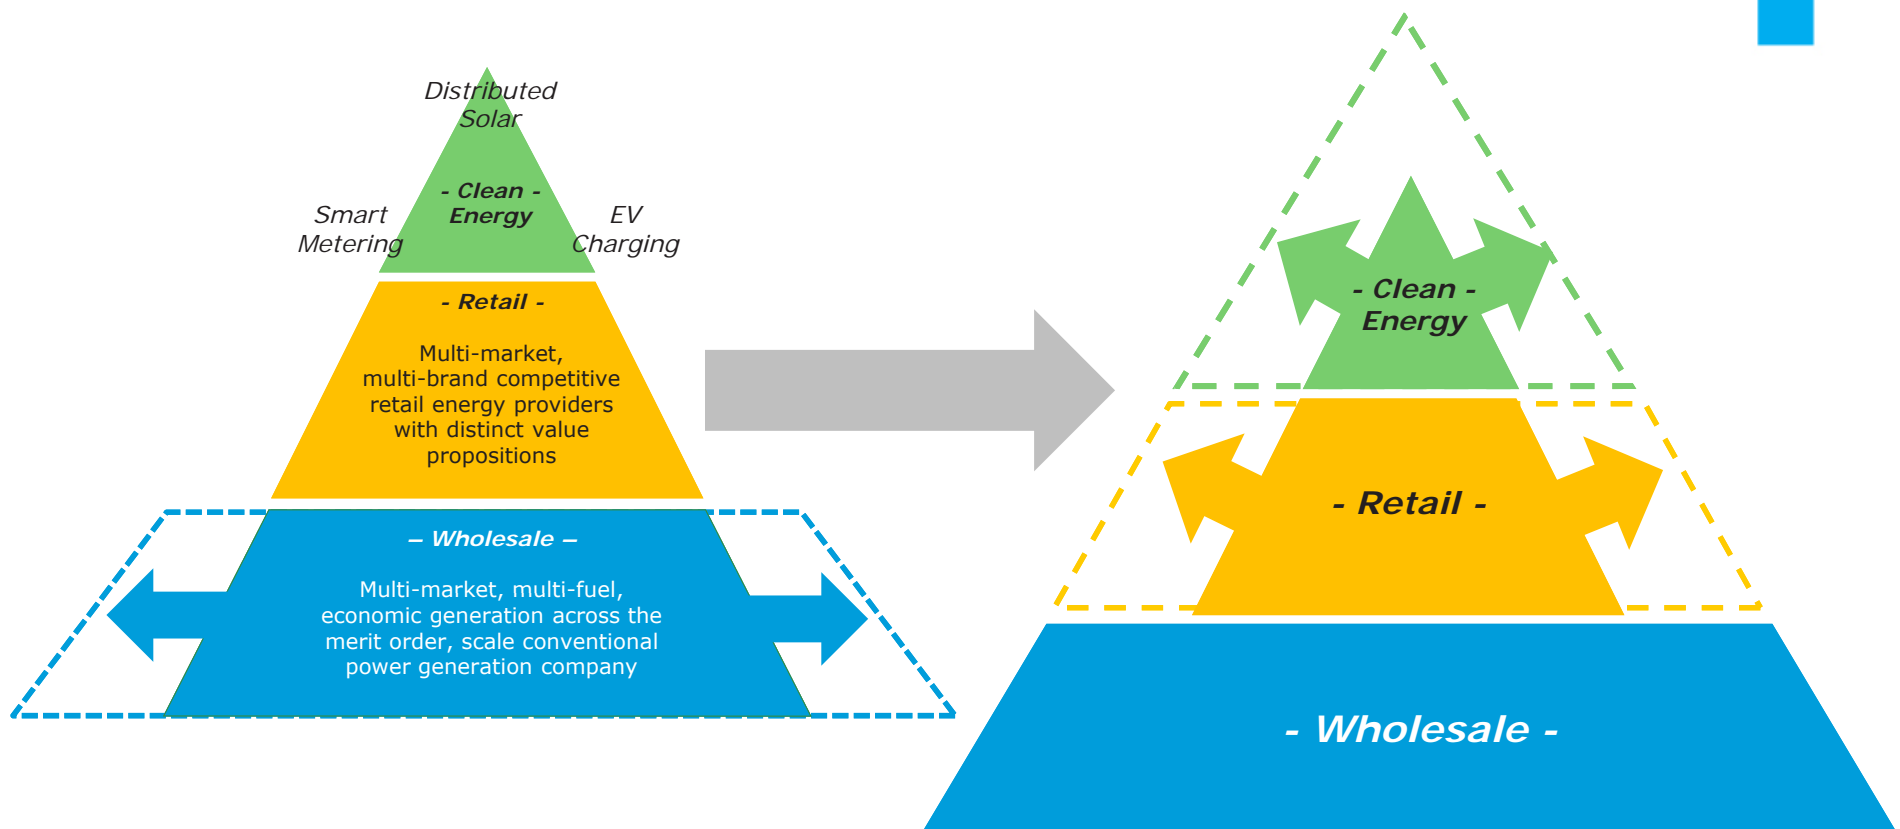 Distributed
Solar
- Clean -
Energy
Smart
Metering
EV
Charging
- Retail -
Multi-market,
multi-brand competitive
retail energy providers
with distinct value
propositions
– Wholesale –
Multi-market, multi-fuel,
economic generation across the
merit order, scale conventional
power generation company
- Clean -
Energy
- Retail -
- Wholesale -